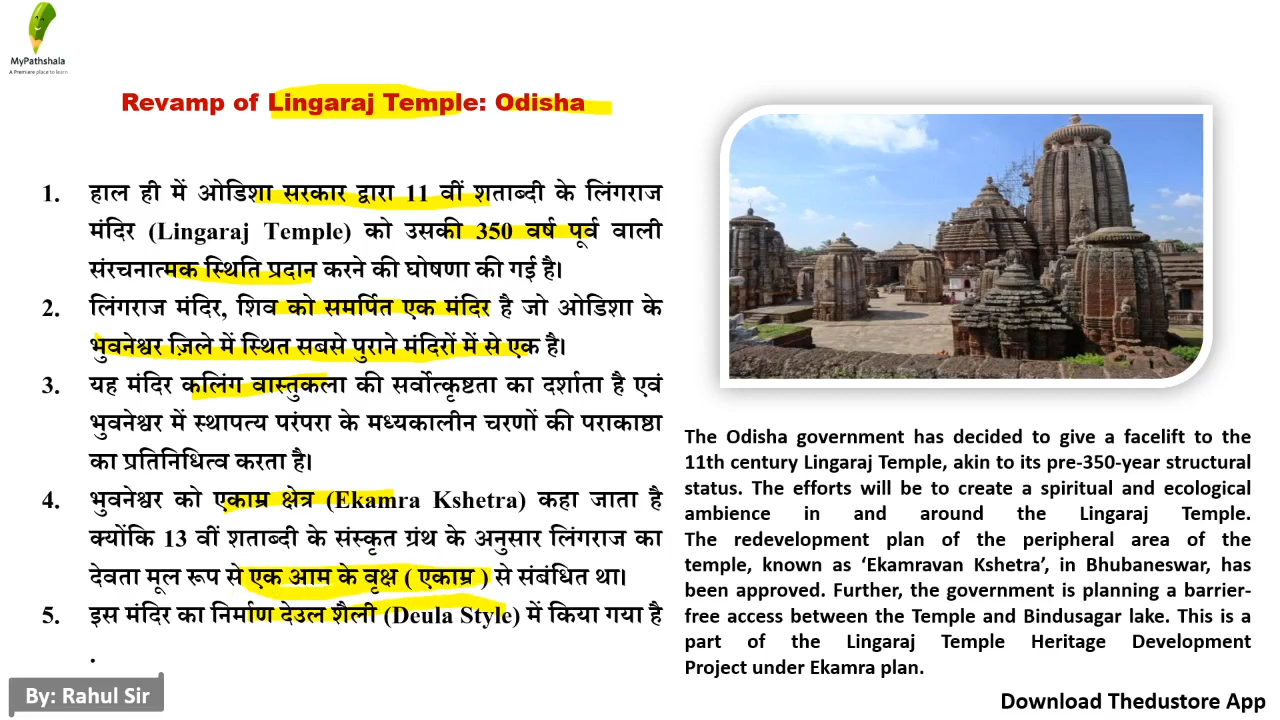 MyPathshala
A Premiere place to learn
Revamp of Lingaraj Temple: Odisha
1. हाल ही में ओडिशा सरकार द्वारा 11 वीं शताब्दी के लिंगराज
मंदिर (Lingaraj Temple) को उसकी 350 वर्ष पूर्व वाली
संरचनात्मक स्थिति प्रदान करने की घोषणा की गई है।
2. लिंगराज मंदिर, शिव को समर्पित एक मंदिर है जो ओडिशा के
भुवनेश्वर ज़िले में स्थित सबसे पुराने मंदिरों में से एक है।
3. यह मंदिर कलिंग वास्तुकला की सर्वोत्कृष्टता का दर्शाता है एवं
भुवनेश्वर में स्थापत्य परंपरा के मध्यकालीन चरणों की पराकाष्ठा
का प्रतिनिधित्व करता है।
4. भुवनेश्वर को एकाम्र क्षेत्र (Ekamra Kshetra) कहा जाता है
क्योंकि 13 वीं शताब्दी के संस्कृत ग्रंथ के अनुसार लिंगराज का
देवता मूल रूप से एक आम के वृक्ष ( एकाम्र ) से संबंधित था।
5. इस मंदिर का निर्माण देउल शैली (Deula Style) में किया गया है
.
The Odisha government has decided to give a facelift to the
11th century Lingaraj Temple, akin to its pre-350-year structural
status. The efforts will be to create a spiritual and ecological
ambience in and around the Lingaraj Temple.
The redevelopment plan of the peripheral area of the
temple, known as ‘Ekamravan Kshetra’, in Bhubaneswar, has
been approved. Further, the government is planning a barrier-
free access between the Temple and Bindusagar lake. This is a
part of the Lingaraj Temple Heritage Development
Project under Ekamra plan.
By: Rahul Sir
Download Thedustore App